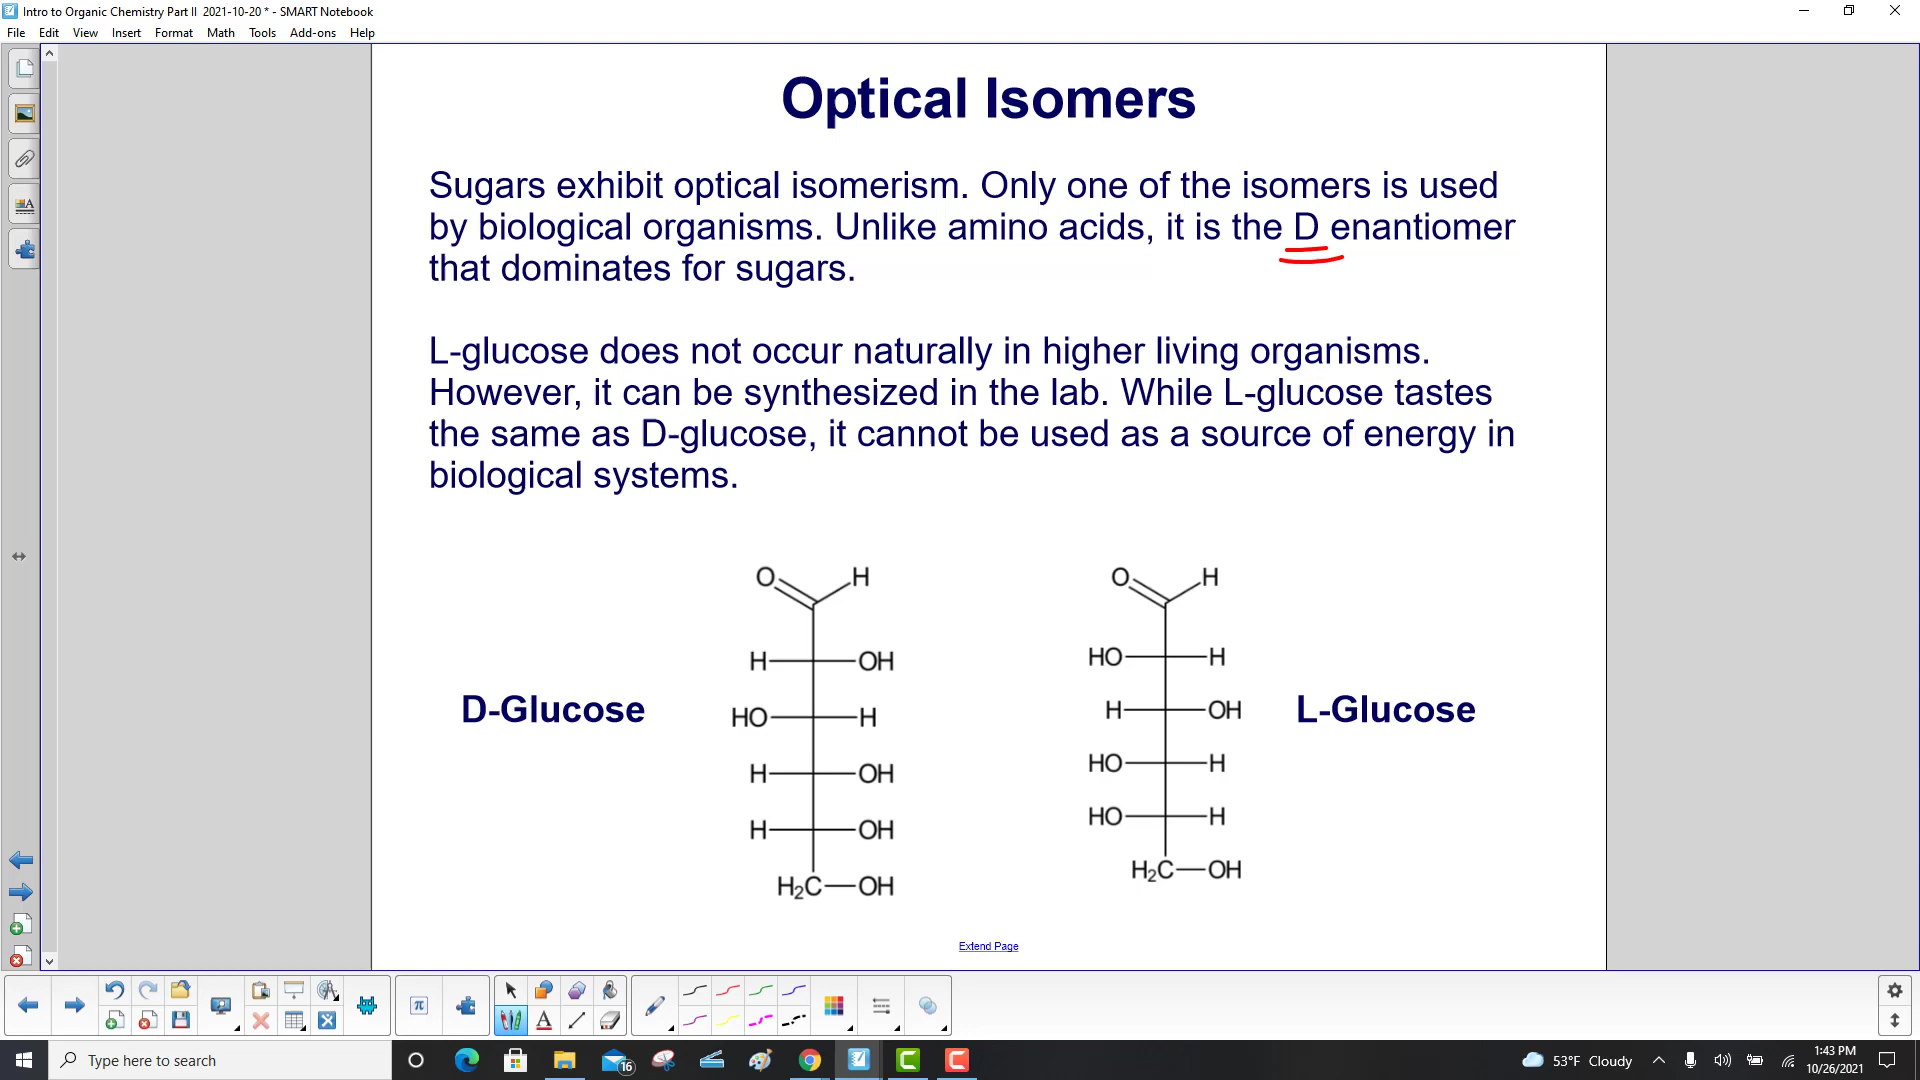 Intro to Organic Chemistry Part II 2021-10-20 * - SMART Notebook
File Edit View Insert Format Math Tools Add-ons Help
Optical Isomers
Sugars exhibit optical isomerism. Only one of the isomers is used
by biological organisms. Unlike amino acids, it is the D enantiomer
that dominates for sugars.
L-glucose does not occur naturally in higher living organisms.
However, it can be synthesized in the lab. While L-glucose tastes
the same as D-glucose, it cannot be used as a source of energy in
biological systems.
O H
H OH
HO H
H OH
H OH
H₂C OH
D-Glucose
O H
HO H
H OH
HO H
HO H
H₂C OH
L-Glucose
Extend Page
π
A
Type here to search
16
53°F Cloudy
1:43 PM
10/26/2021